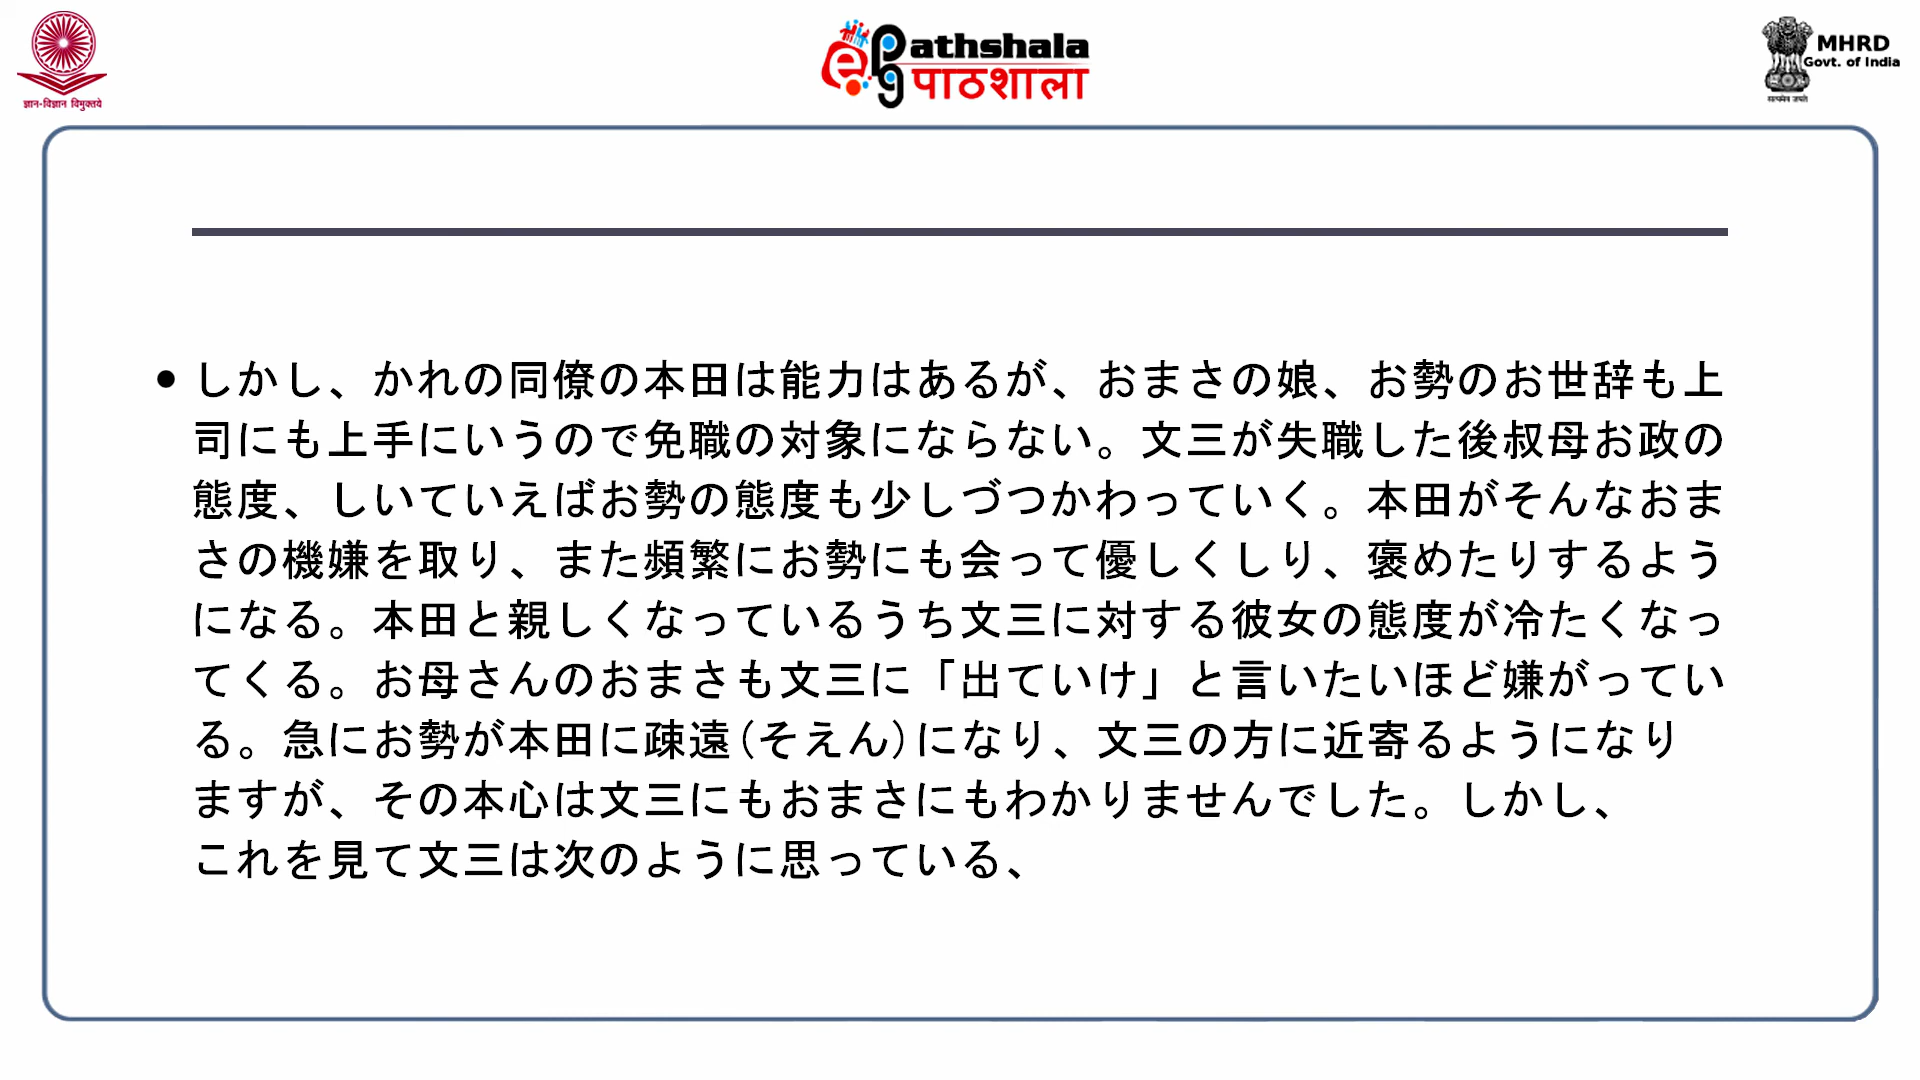 ज्ञान-विज्ञान विमुक्तये
ePathshala
पाठशाला
MHRD
Govt. of India
सत्यमेव जयते
• しかし、かれの同僚の本田は能力はあるが、おまさの娘、お勢のお世辞も上
司にも上手にいうので免職の対象にならない。文三が失職した後叔母お政の
態度、しいていえばお勢の態度も少しづつかわっていく。本田がそんなおま
さの機嫌を取り、また頻繁にお勢にも会って優しくしり、褒めたりするよう
になる。本田と親しくなっているうち文三に対する彼女の態度が冷たくなっ
てくる。お母さんのおまさも文三に「出ていけ」と言いたいほど嫌がってい
る。急にお勢が本田に疎遠(そえん)になり、文三の方に近寄るようになり
ますが、その本心は文三にもおまさにもわかりませんでした。しかし、
これを見て文三は次のように思っている、